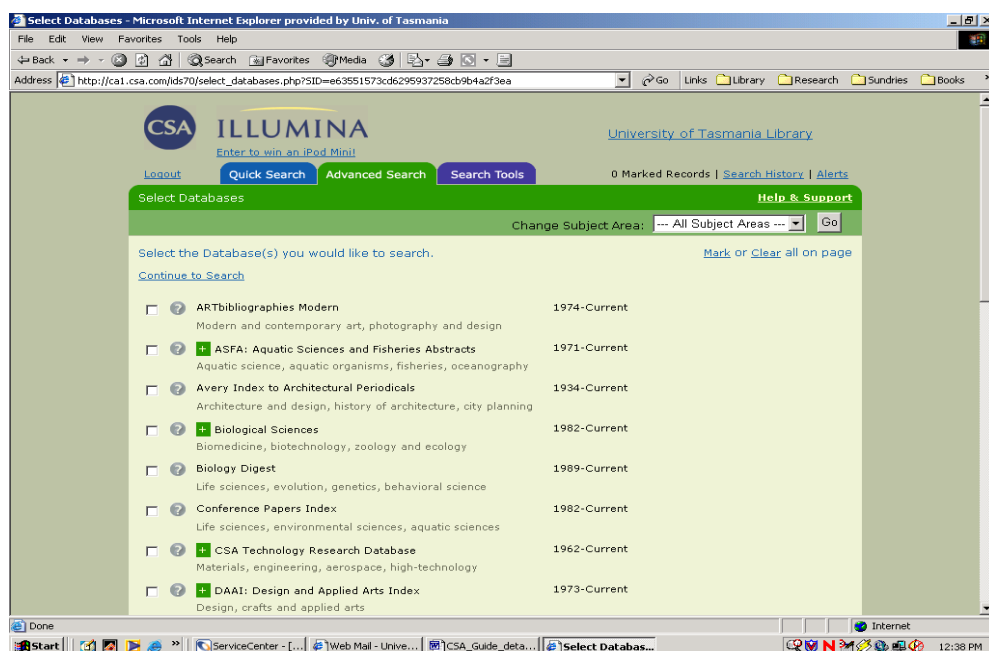 Select Databases - Microsoft Internet Explorer provided by Univ. of Tasmania
File Edit View Favorites Tools Help
Back Search Favorites Media
Address http://ca1.csa.com/ids70/select_databases.php?SID=e63551573cd6295937258cb9b4a2f3ea Go Links Library Research Sundries Books
CSA ILLUMINA
University of Tasmania Library
Enter to win an iPod Mini!
Logout Quick Search Advanced Search Search Tools 0 Marked Records | Search History | Alerts
Select Databases Help & Support
Change Subject Area: --- All Subject Areas --- Go
Select the Database(s) you would like to search. Mark or Clear all on page
Continue to Search
ARTbibliographies Modern 1974-Current
Modern and contemporary art, photography and design
ASFA: Aquatic Sciences and Fisheries Abstracts 1971-Current
Aquatic science, aquatic organisms, fisheries, oceanography
Avery Index to Architectural Periodicals 1934-Current
Architecture and design, history of architecture, city planning
Biological Sciences 1982-Current
Biomedicine, biotechnology, zoology and ecology
Biology Digest 1989-Current
Life sciences, evolution, genetics, behavioral science
Conference Papers Index 1982-Current
Life sciences, environmental sciences, aquatic sciences
CSA Technology Research Database 1962-Current
Materials, engineering, aerospace, high-technology
DAAI: Design and Applied Arts Index 1973-Current
Design, crafts and applied arts
Done Internet
Start ServiceCenter - [... Web Mail - Unive... CSA_Guide_deta... Select Databas... 12:38 PM